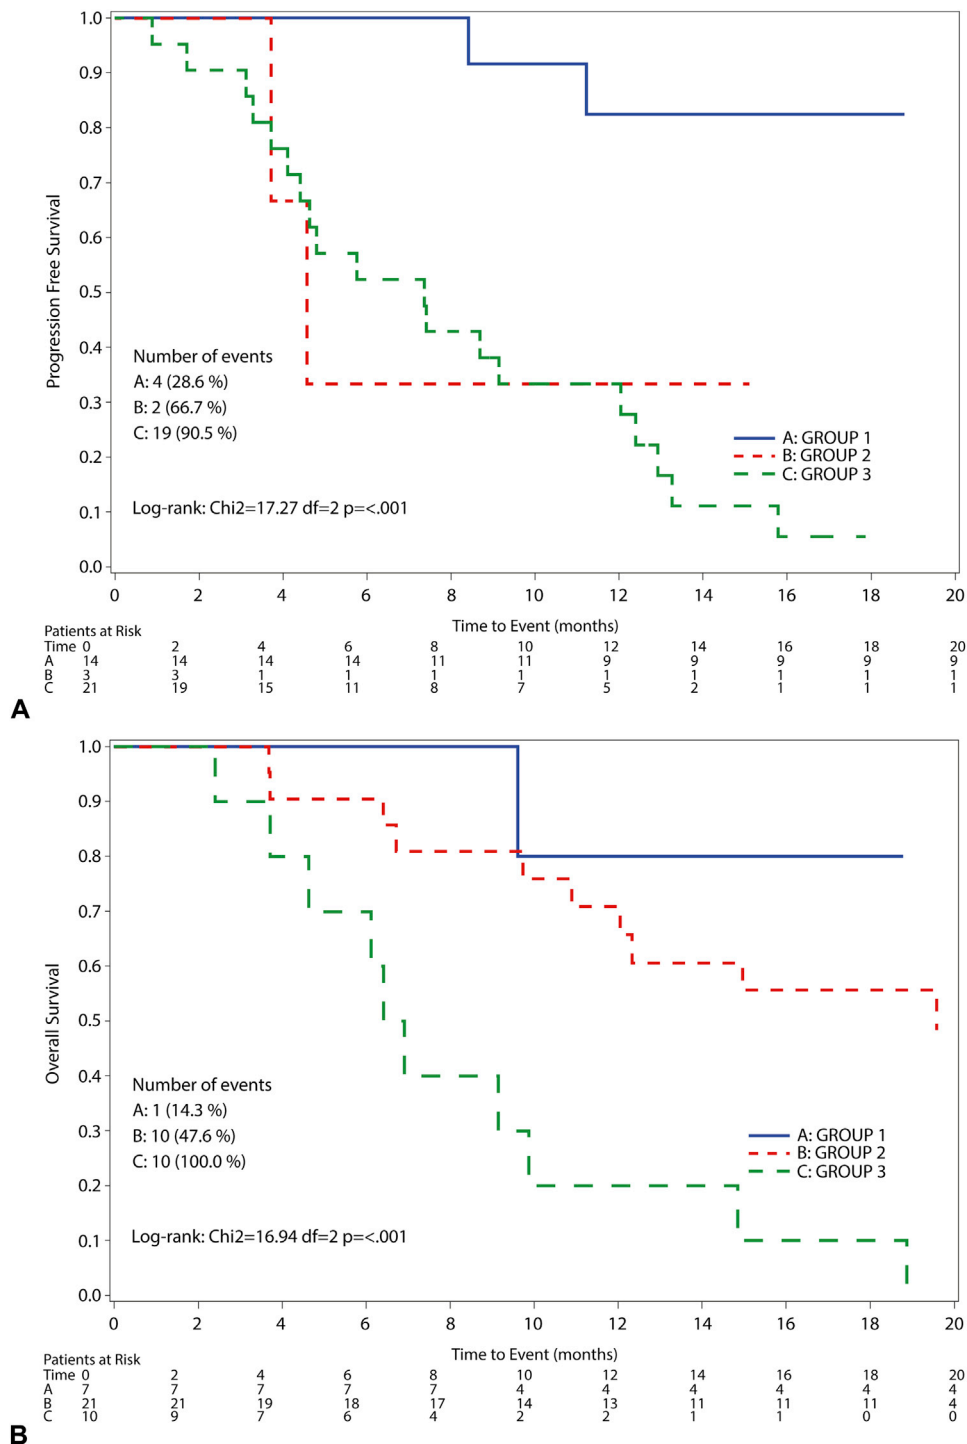 1.0
0.9
0.8
0.7
0.6
0.5
0.4
0.3
0.2
0.1
0.0
Progression Free Survival
Number of events
A: 4 (28.6 %)
B: 2 (66.7 %)
C: 19 (90.5 %)
A: GROUP 1
B: GROUP 2
C: GROUP 3
Log-rank: Chi2=17.27 df=2 p=<.001
0 2 4 6 8 10 12 14 16 18 20
Time to Event (months)
Patients at Risk
Time 0 2 4 6 8 10 12 14 16 18 20
A 14 14 14 14 11 11 9 9 9 9 9
B 3 3 1 1 1 1 1 1 1 1 1
C 21 19 15 11 8 7 5 2 1 1 1
A
1.0
0.9
0.8
0.7
0.6
0.5
0.4
0.3
0.2
0.1
0.0
Overall Survival
Number of events
A: 1 (14.3 %)
B: 10 (47.6 %)
C: 10 (100.0 %)
A: GROUP 1
B: GROUP 2
C: GROUP 3
Log-rank: Chi2=16.94 df=2 p=<.001
0 2 4 6 8 10 12 14 16 18 20
Time to Event (months)
Patients at Risk
Time 0 2 4 6 8 10 12 14 16 18 20
A 7 7 7 7 7 4 4 4 4 4 4
B 21 21 19 18 17 14 13 11 11 11 4
C 10 9 7 6 4 2 2 1 1 0 0
B